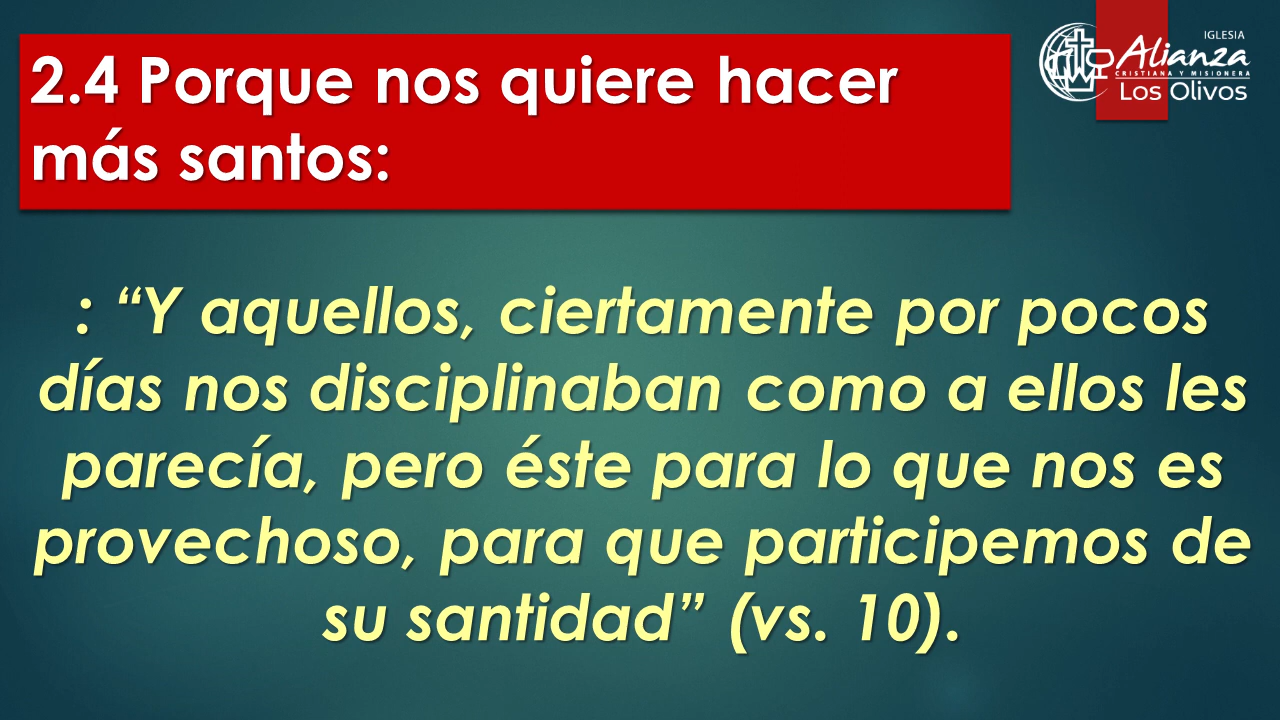 2.4 Porque nos quiere hacer
más santos:
IGLESIA
Alianza
CRISTIANA Y MISIONERA
Los Olivos
: “Y aquellos, ciertamente por pocos
días nos disciplinaban como a ellos les
parecía, pero éste para lo que nos es
provechoso, para que participemos de
su santidad” (vs. 10).